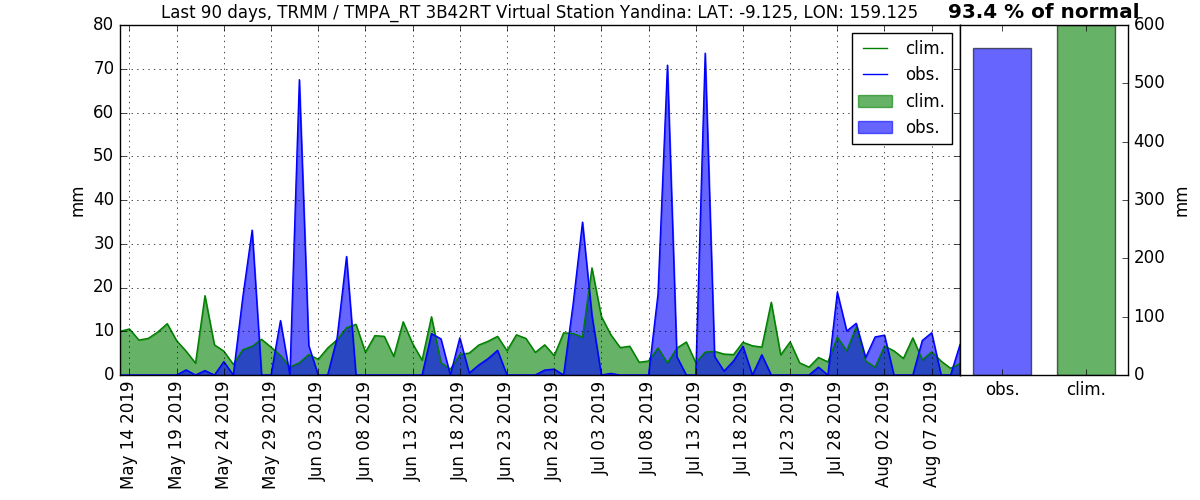 Last 90 days, TRMM / TMPA_RT 3B42RT Virtual Station Yandina: LAT: -9.125, LON: 159.125
93.4 % of normal
80
70
60
50
40
30
20
10
0
mm
clim.
obs.
clim.
obs.
May 14 2019
May 19 2019
May 24 2019
May 29 2019
Jun 03 2019
Jun 08 2019
Jun 13 2019
Jun 18 2019
Jun 23 2019
Jun 28 2019
Jul 03 2019
Jul 08 2019
Jul 13 2019
Jul 18 2019
Jul 23 2019
Jul 28 2019
Aug 02 2019
Aug 07 2019
600
500
400
300
200
100
0
mm
obs.
clim.